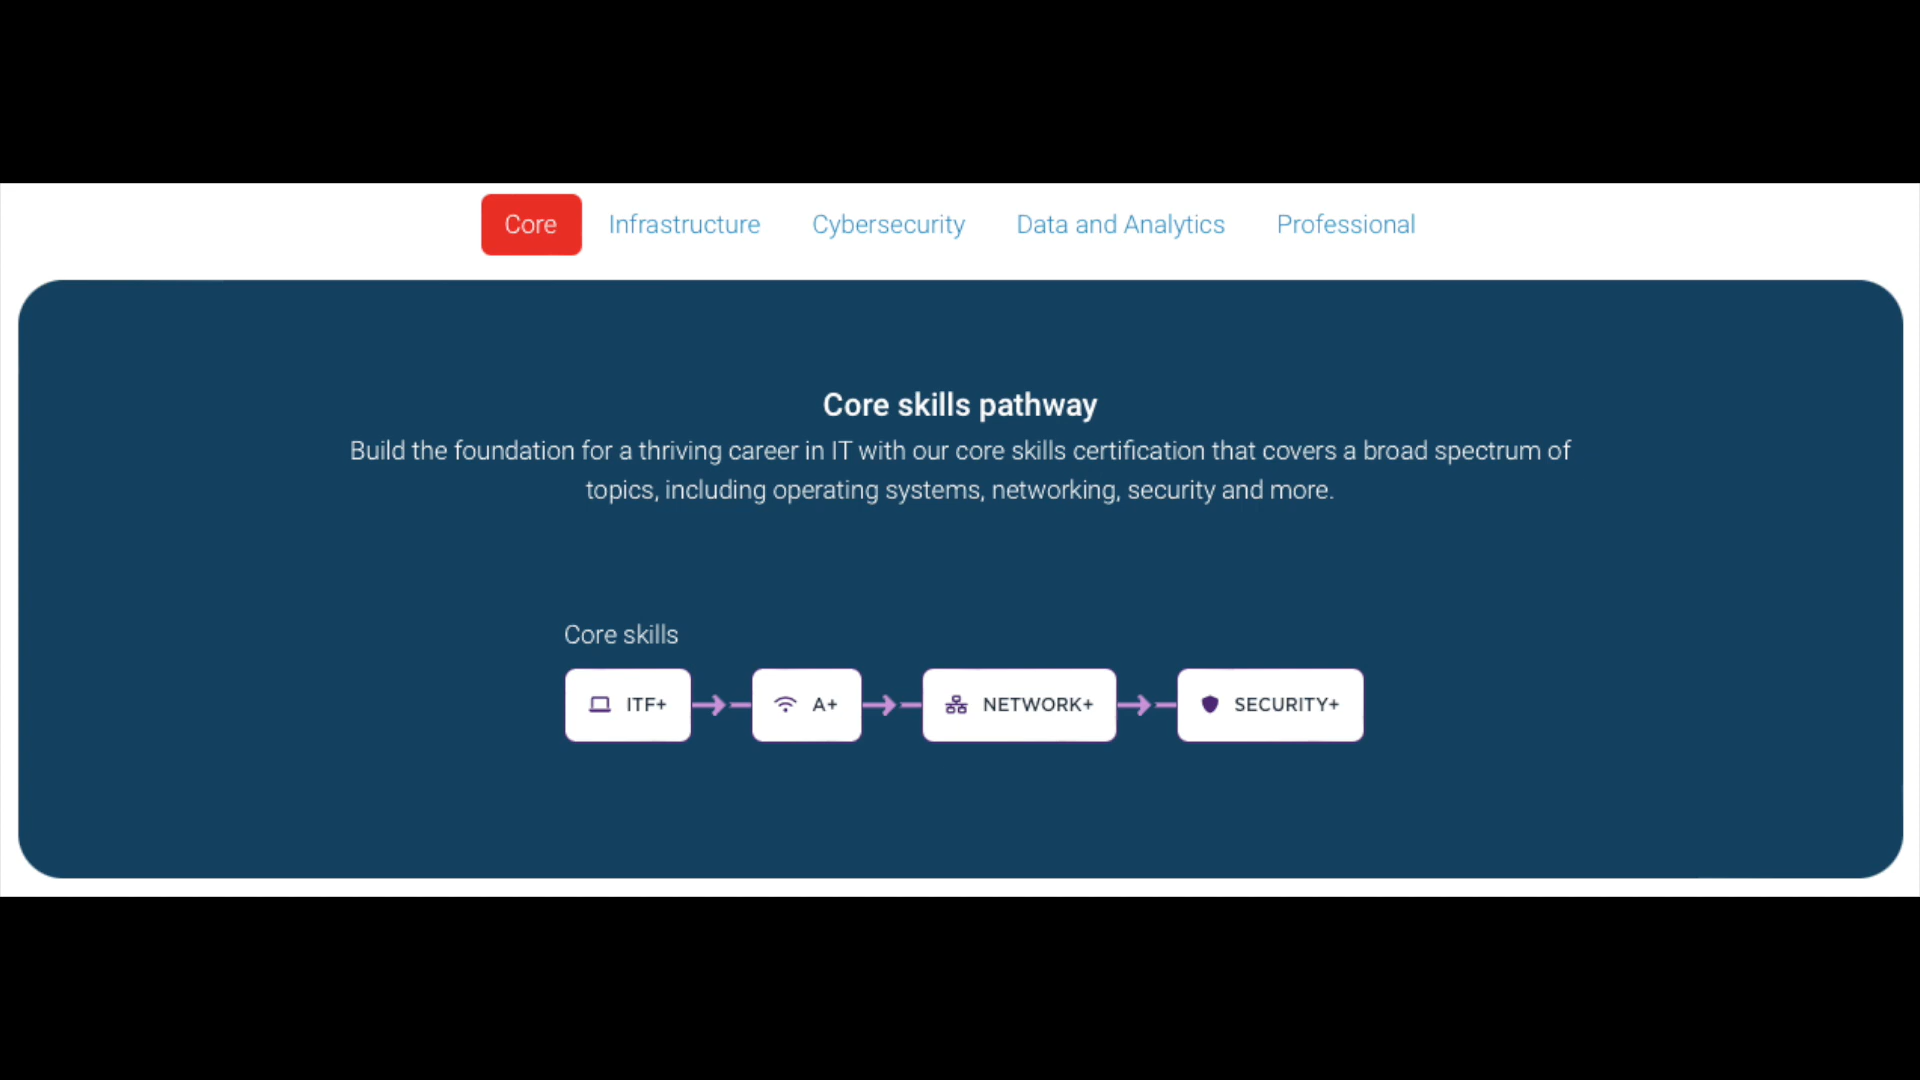 Core Infrastructure Cybersecurity Data and Analytics Professional
Core skills pathway
Build the foundation for a thriving career in IT with our core skills certification that covers a broad spectrum of
topics, including operating systems, networking, security and more.
Core skills
ITF+ A+ NETWORK+ SECURITY+